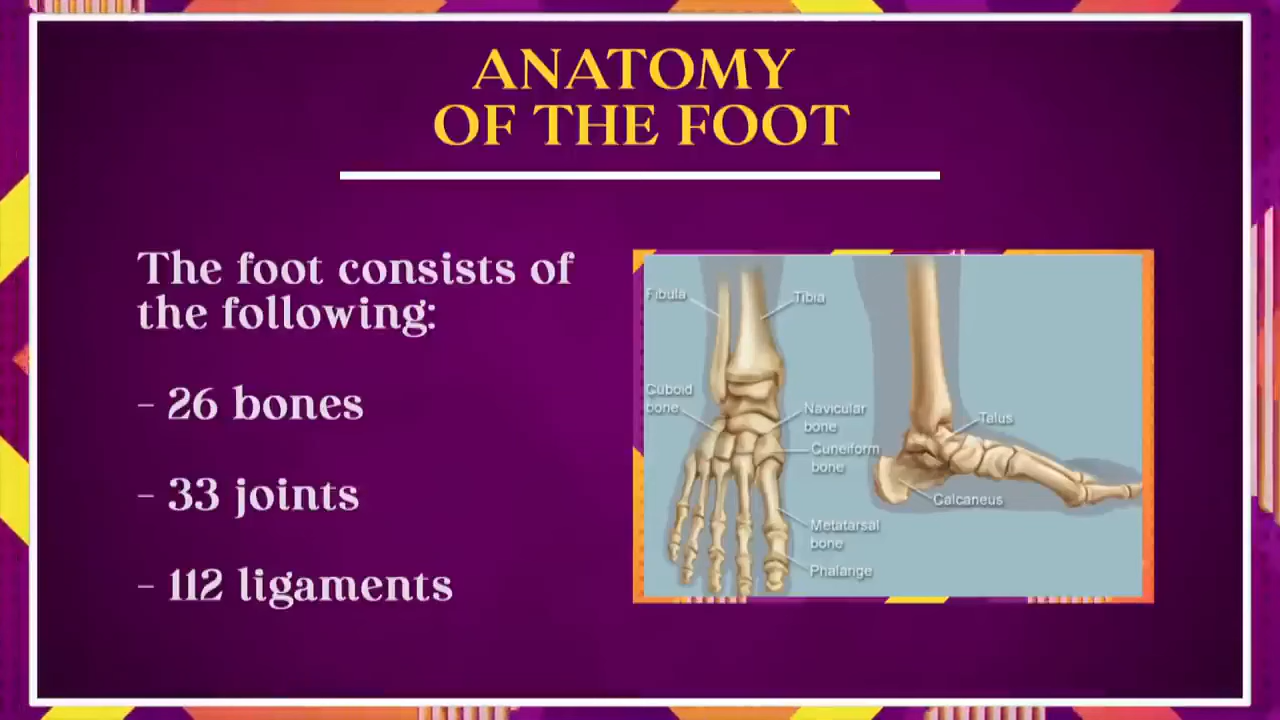 ANATOMY
OF THE FOOT
The foot consists of
the following:
- 26 bones
- 33 joints
- 112 ligaments
Fibula
Tibia
Cuboid
bone
Navicular
bone
Cuneiform
bone
Metatarsal
bone
Phalange
Talus
Calcaneus